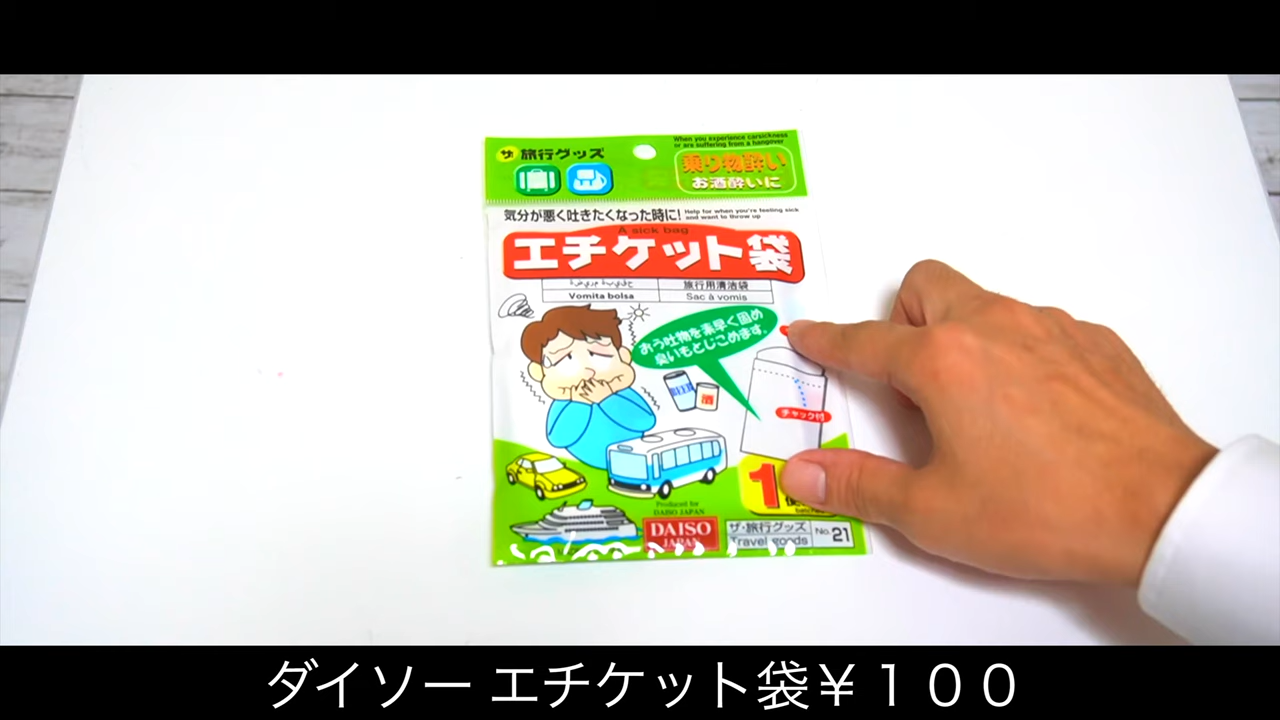 ザ 旅行グッズ
When you experience carsickness
or are suffering from a hangover
乗り物酔い
お酒酔いに
気分が悪く吐きたくなった時に!
Help for when you're feeling sick
and want to throw up
A sick bag
エチケット袋
旅行用清洁袋
Vomita bolsa
Sac à vomis
おう吐物を素早く固め
臭いもとじこめます。
BEER
酒
チャック付
1
Produced for
DAISO JAPAN
DAISO
JAPAN
ザ・旅行グッズ
Travel goods
No.21
ダイソー エチケット袋￥１００